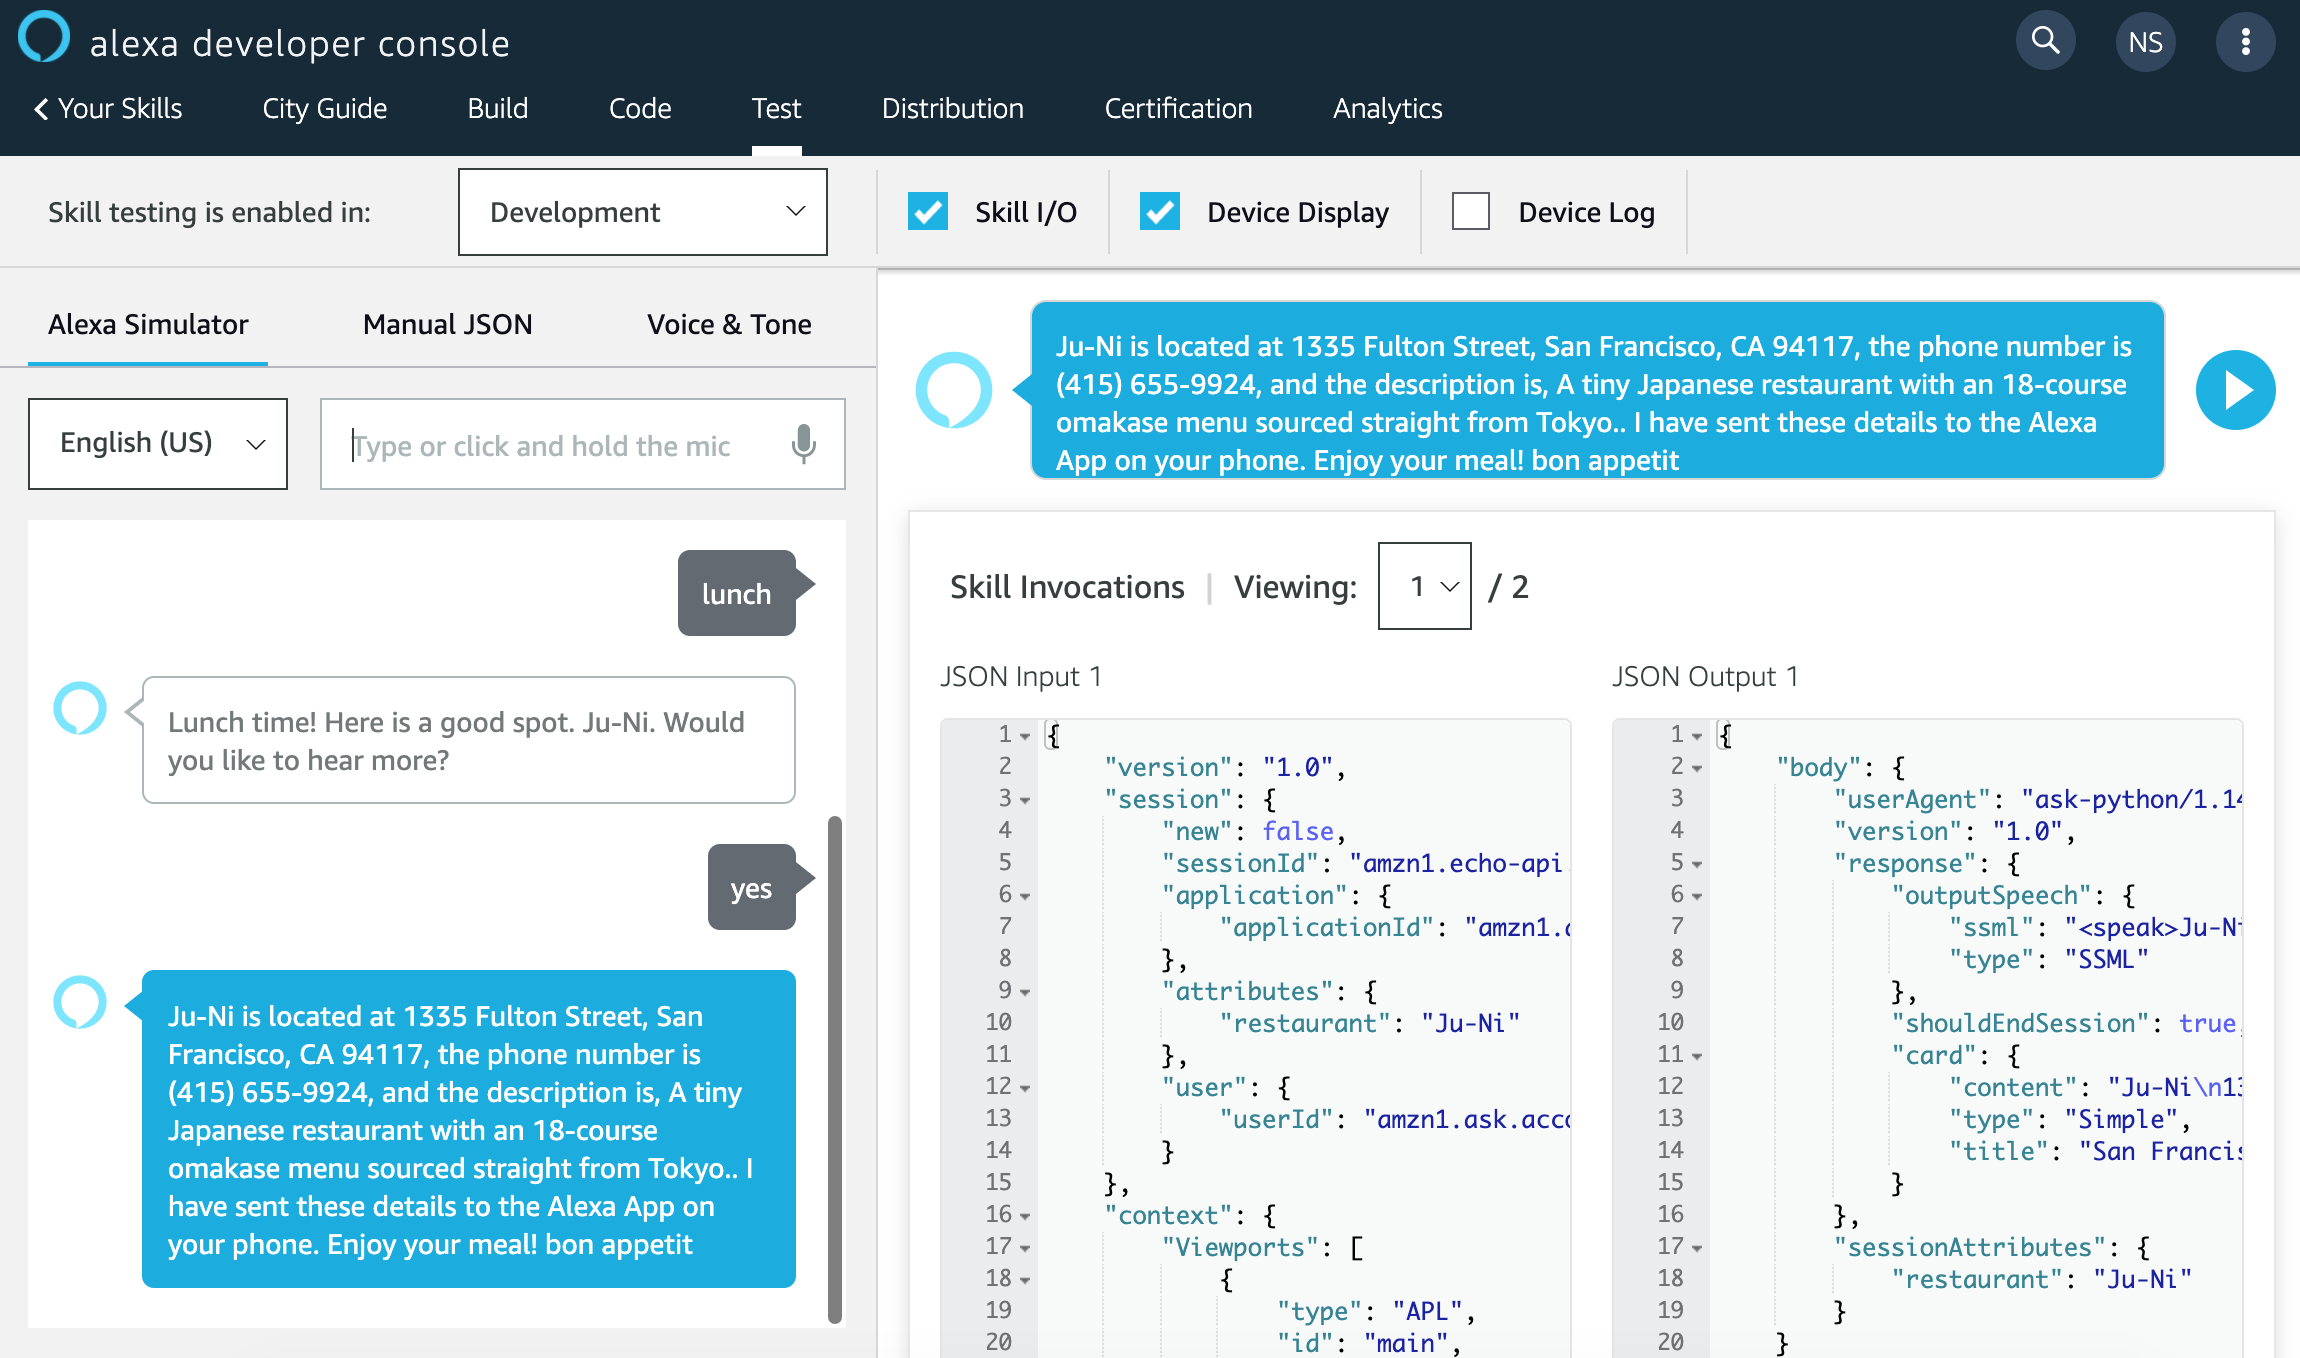 alexa developer console
NS
Your Skills
City Guide
Build
Code
Test
Distribution
Certification
Analytics
Skill testing is enabled in:
Development
Skill I/O
Device Display
Device Log
Alexa Simulator
Manual JSON
Voice & Tone
English (US)
Type or click and hold the mic
lunch
Lunch time! Here is a good spot. Ju-Ni. Would
you like to hear more?
yes
Ju-Ni is located at 1335 Fulton Street, San
Francisco, CA 94117, the phone number is
(415) 655-9924, and the description is, A tiny
Japanese restaurant with an 18-course
omakase menu sourced straight from Tokyo.. I
have sent these details to the Alexa App on
your phone. Enjoy your meal! bon appetit
Ju-Ni is located at 1335 Fulton Street, San Francisco, CA 94117, the phone number is
(415) 655-9924, and the description is, A tiny Japanese restaurant with an 18-course
omakase menu sourced straight from Tokyo.. I have sent these details to the Alexa
App on your phone. Enjoy your meal! bon appetit
Skill Invocations | Viewing: 1 / 2
JSON Input 1
1 {
2 "version": "1.0",
3 "session": {
4 "new": false,
5 "sessionId": "amzn1.echo-api.
6 "application": {
7 "applicationId": "amzn1.
8 },
9 "attributes": {
10 "restaurant": "Ju-Ni"
11 },
12 "user": {
13 "userId": "amzn1.ask.acco
14 }
15 },
16 "context": {
17 "Viewports": [
18 {
19 "type": "APL",
20 "id": "main",
JSON Output 1
1 {
2 "body": {
3 "userAgent": "ask-python/1.14
4 "version": "1.0",
5 "response": {
6 "outputSpeech": {
7 "ssml": "<speak>Ju-Ni
8 "type": "SSML"
9 },
10 "shouldEndSession": true,
11 "card": {
12 "content": "Ju-Ni\n13
13 "type": "Simple",
14 "title": "San Francis
15 }
16 },
17 "sessionAttributes": {
18 "restaurant": "Ju-Ni"
19 }
20 }